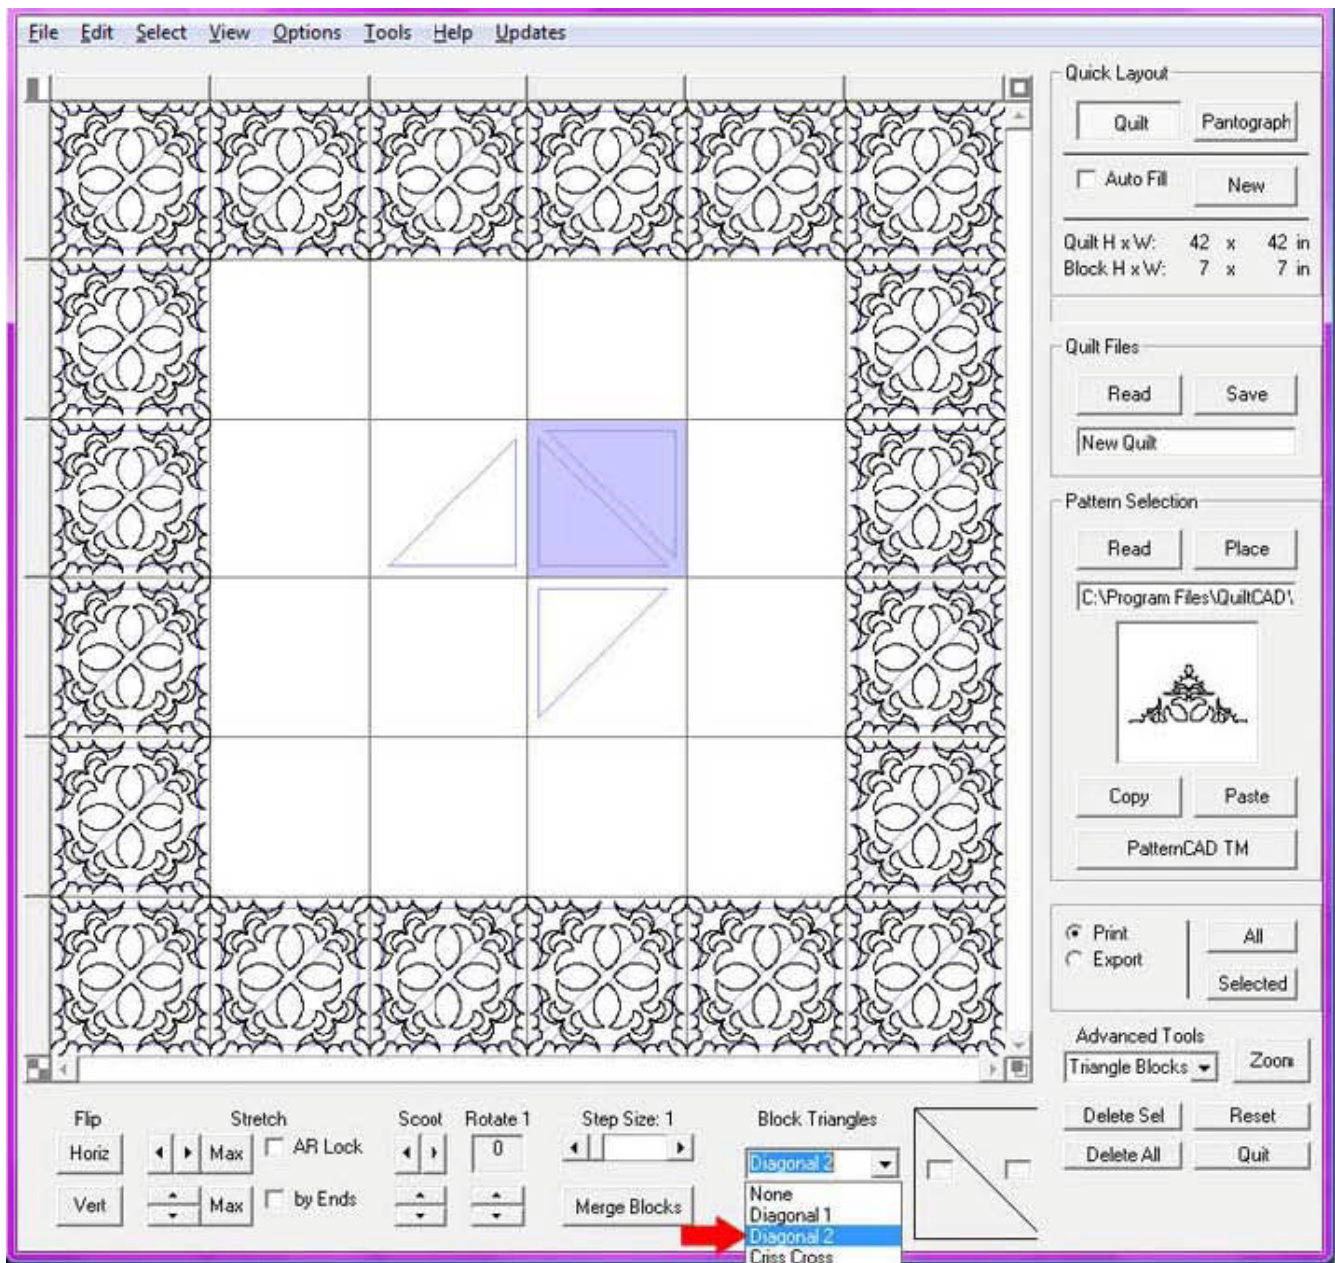 File Edit Select View Options Tools Help Updates
Quick Layout
Quilt Pantograph
Auto Fill New
Quilt H x W: 42 x 42 in
Block H x W: 7 x 7 in
Quilt Files
Read Save
New Quilt
Pattern Selection
Read Place
C:\Program Files\QuiltCAD\
Copy Paste
PatternCAD TM
Print All
Export
Selected
Advanced Tools
Triangle Blocks Zoom
Delete Sel Reset
Delete All Quit
Flip Stretch Scoot Rotate 1 Step Size: 1 Block Triangles
Horiz Max AR Lock 0 Diagonal 2
Vert Max by Ends Merge Blocks
None
Diagonal 1
Diagonal 2
Criss Cross